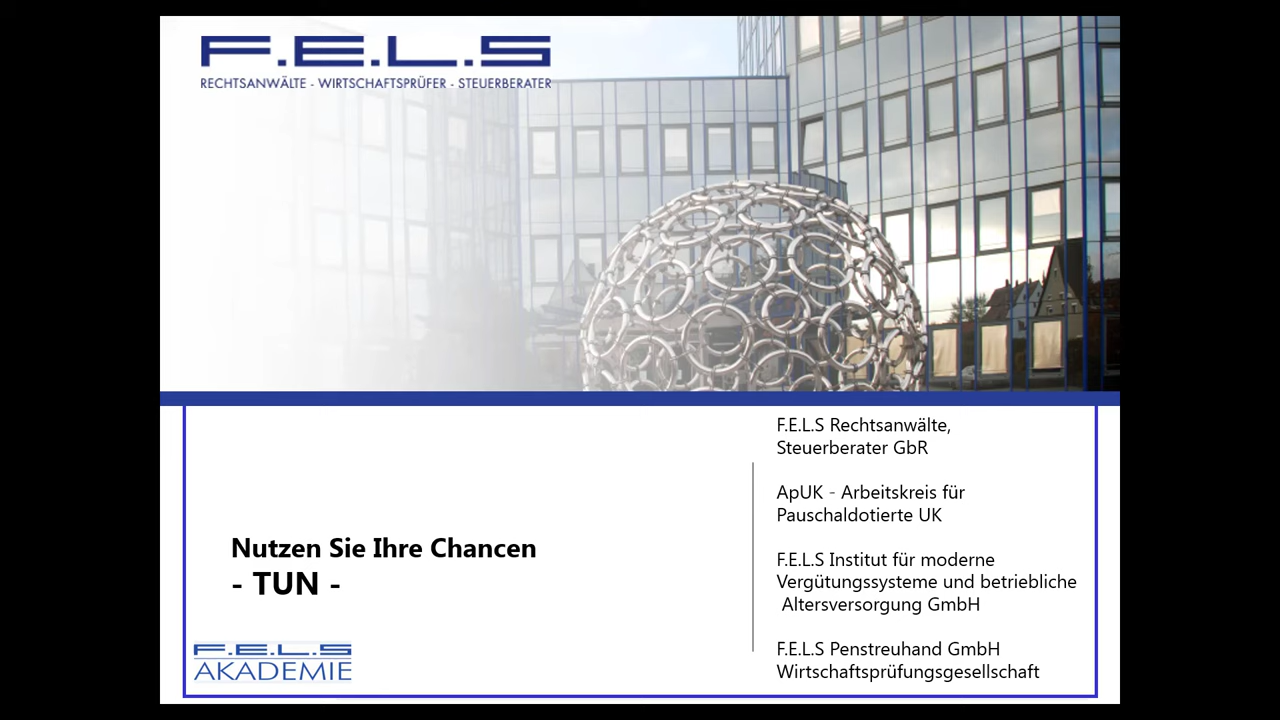 F.E.L.S
RECHTSANWÄLTE - WIRTSCHAFTSPRÜFER - STEUERBERATER
Nutzen Sie Ihre Chancen
- TUN -
F.E.L.S
AKADEMIE
F.E.L.S Rechtsanwälte,
Steuerberater GbR
ApUK - Arbeitskreis für
Pauschaldotierte UK
F.E.L.S Institut für moderne
Vergütungssysteme und betriebliche
Altersversorgung GmbH
F.E.L.S Penstreuhand GmbH
Wirtschaftsprüfungsgesellschaft